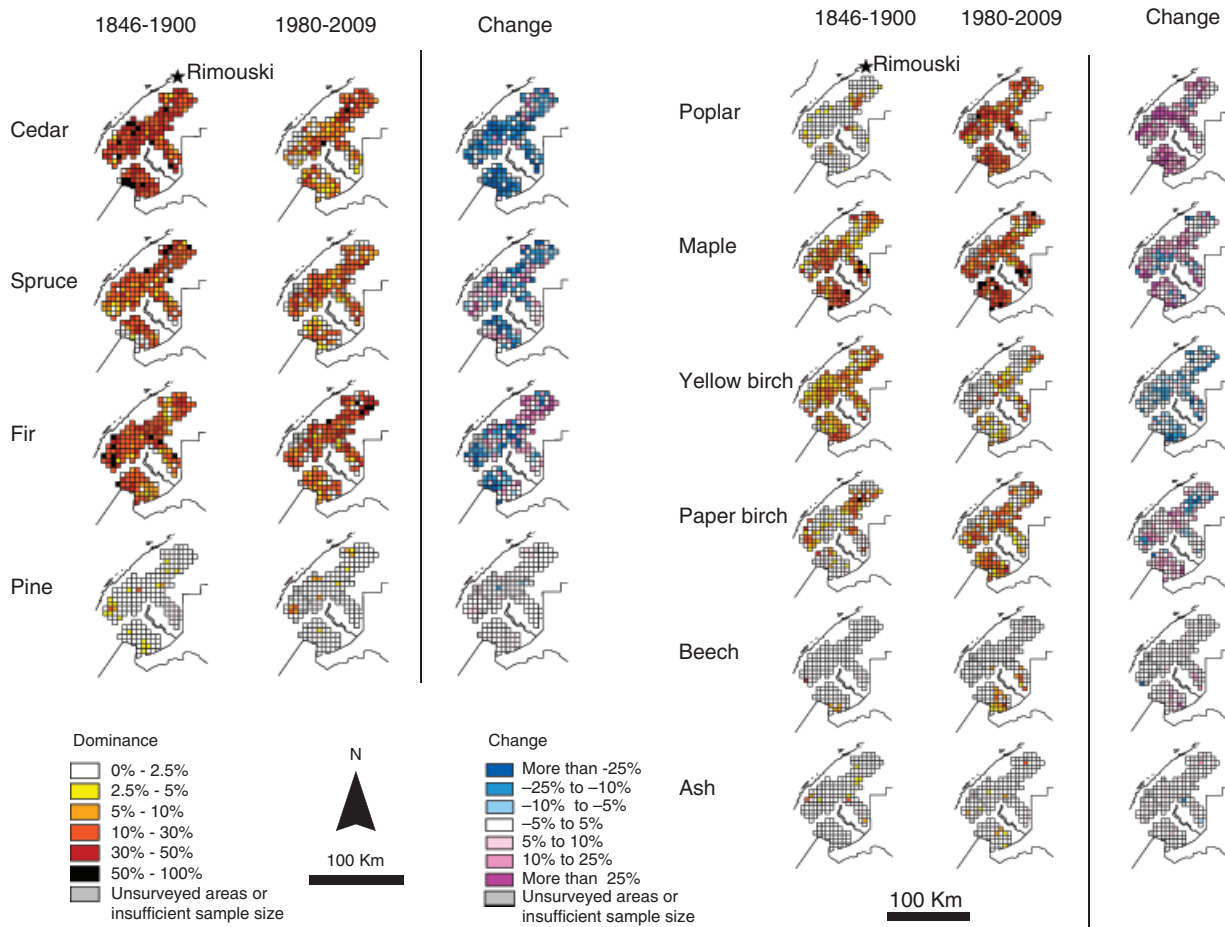 1846-1900 1980-2009 Change
Rimouski
Cedar
Spruce
Fir
Pine
Dominance
0% - 2.5%
2.5% - 5%
5% - 10%
10% - 30%
30% - 50%
50% - 100%
Unsurveyed areas or
insufficient sample size
N
100 Km
Change
More than -25%
–25% to –10%
–10% to –5%
–5% to 5%
5% to 10%
10% to 25%
More than 25%
Unsurveyed areas or
insufficient sample size
1846-1900 1980-2009 Change
Rimouski
Poplar
Maple
Yellow birch
Paper birch
Beech
Ash
100 Km